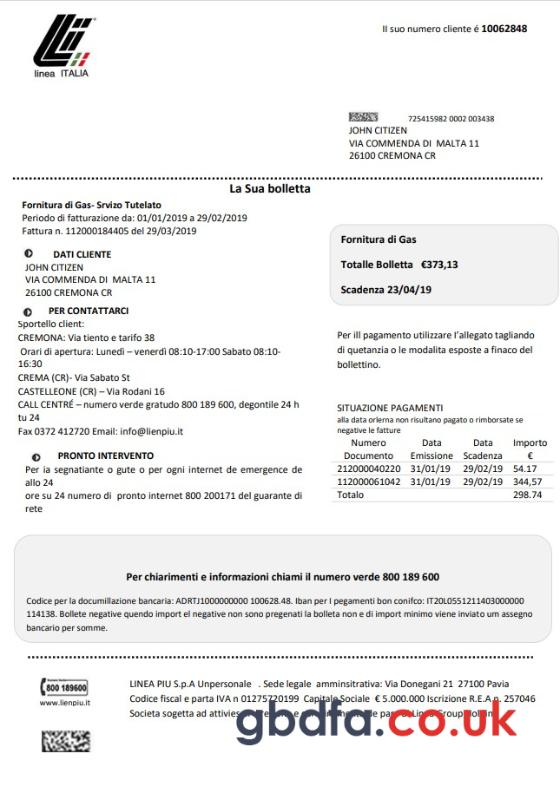 Il suo numero cliente é 10062848
linea ITALIA
725415982 0002 003438
JOHN CITIZEN
VIA COMMENDA DI MALTA 11
26100 CREMONA CR
La Sua bolletta
Fornitura di Gas- Srvizo Tutelato
Periodo di fatturazione da: 01/01/2019 a 29/02/2019
Fattura n. 112000184405 del 29/03/2019
DATI CLIENTE
JOHN CITIZEN
VIA COMMENDA DI MALTA 11
26100 CREMONA CR
PER CONTATTARCI
Sportello client:
CREMONA: Via tiento e tarifo 38
Orari di apertura: Lunedì – venerdì 08:10-17:00 Sabato 08:10-
16:30
CREMA (CR)- Via Sabato St
CASTELLEONE (CR) – Via Rodani 16
CALL CENTRÉ – numero verde gratudo 800 189 600, degontile 24 h
tu 24
Fax 0372 412720 Email: info@lienpiu.it
PRONTO INTERVENTO
Per ia segnatiante o gute o per ogni internet de emergence de
allo 24
ore su 24 numero di pronto internet 800 200171 del guarante di
rete
Fornitura di Gas
Totalle Bolletta €373,13
Scadenza 23/04/19
Per ill pagamento utilizzare l’allegato tagliando
di quetanzia o le modalita esposte a finaco del
bollettino.
SITUAZIONE PAGAMENTI
alla data orlerna non risultano pagato o rimborsate se
negative le fatture
Numero Data Data Importo
Documento Emissione Scadenza €
212000040220 31/01/19 29/02/19 54.17
112000061042 31/01/19 29/02/19 344,57
Totalo 298.74
Per chiarimenti e informazioni chiami il numero verde 800 189 600
Codice per la documillazione bancaria: ADRTJ1000000000 100628.48. Iban per I pegamenti bon conifco: IT20L0551211403000000
114138. Bollete negative quendo import el negative non sono pregenati la bolleta non e di import minimo viene inviato um assegno
bancario per somme.
800 189600
www.lienpiu.it
LINEA PIU S.p.A Unpersonale . Sede legale amminsitrativa: Via Donegani 21 27100 Pavia
Codice fiscal e parta IVA n 01275720199 Capitale Sociale € 5.000.000 Iscrizione R.E.A n. 257046
Societa sogetta ad
gbdfa.co.uk